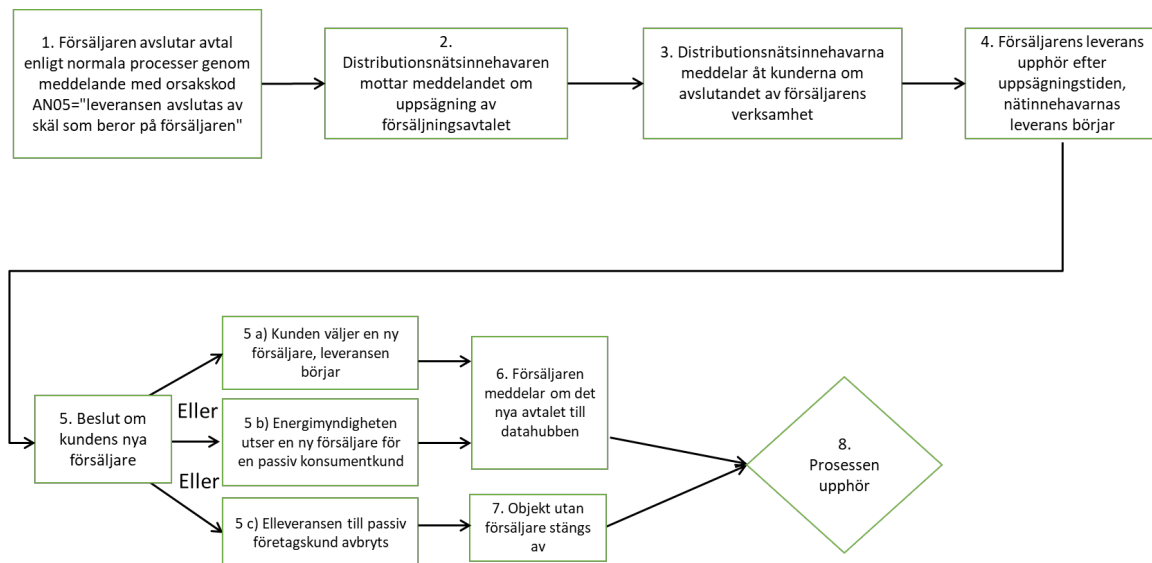 1. Försäljaren avslutar avtal
enligt normala processer genom
meddelande med orsakskod
AN05="leveransen avslutas av
skäl som beror på försäljaren"
2.
Distributionsnätsinnehavaren
mottar meddelandet om
uppsägning av
försäljningsavtalet
3. Distributionsnätsinnehavarna
meddelar åt kunderna om
avslutandet av försäljarens
verksamhet
4. Försäljarens leverans
upphör efter
uppsägningstiden,
nätinnehavarnas
leverans börjar
5. Beslut om
kundens nya
försäljare
Eller
Eller
5 a) Kunden väljer en ny
försäljare, leveransen
börjar
5 b) Energimyndigheten
utser en ny försäljare för
en passiv konsumentkund
5 c) Elleveransen till passiv
företagskund avbryts
6. Försäljaren
meddelar om det
nya avtalet till
datahubben
7. Objekt utan
försäljare stängs
av
8.
Prosessen
upphör